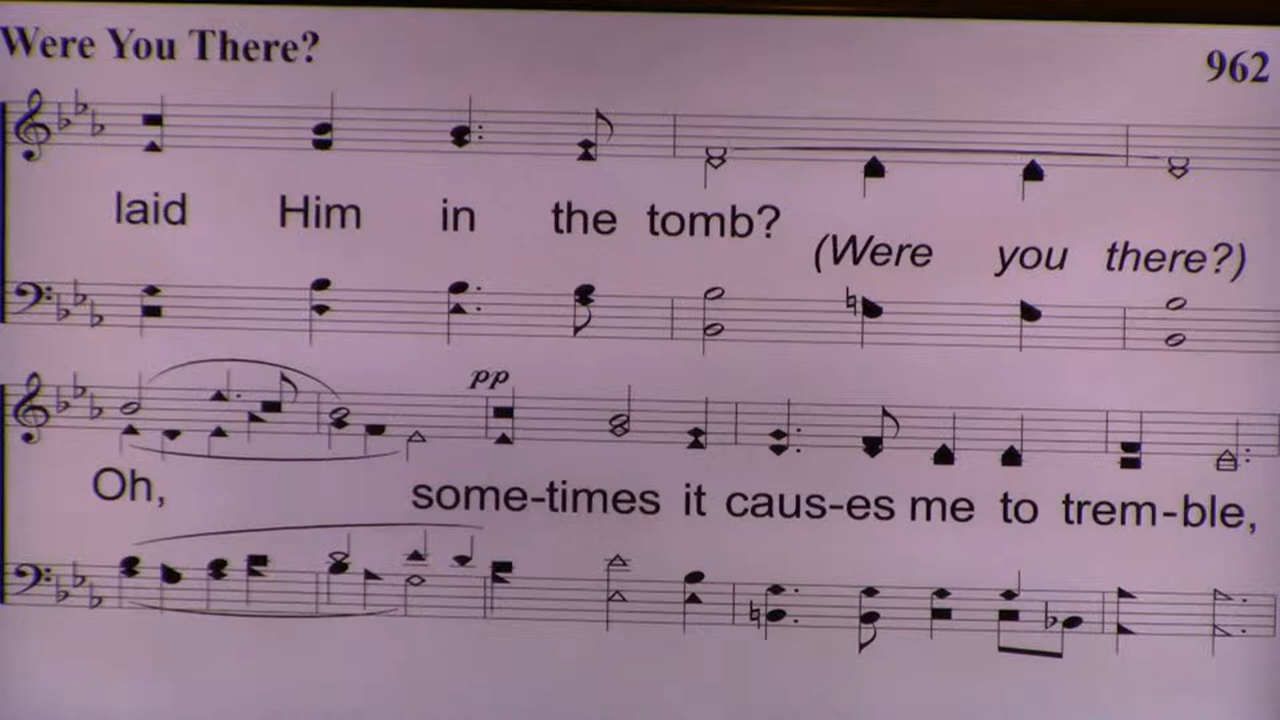 Were You There?
962
laid Him in the tomb?
(Were you there?)
pp
Oh, some-times it caus-es me to trem-ble,